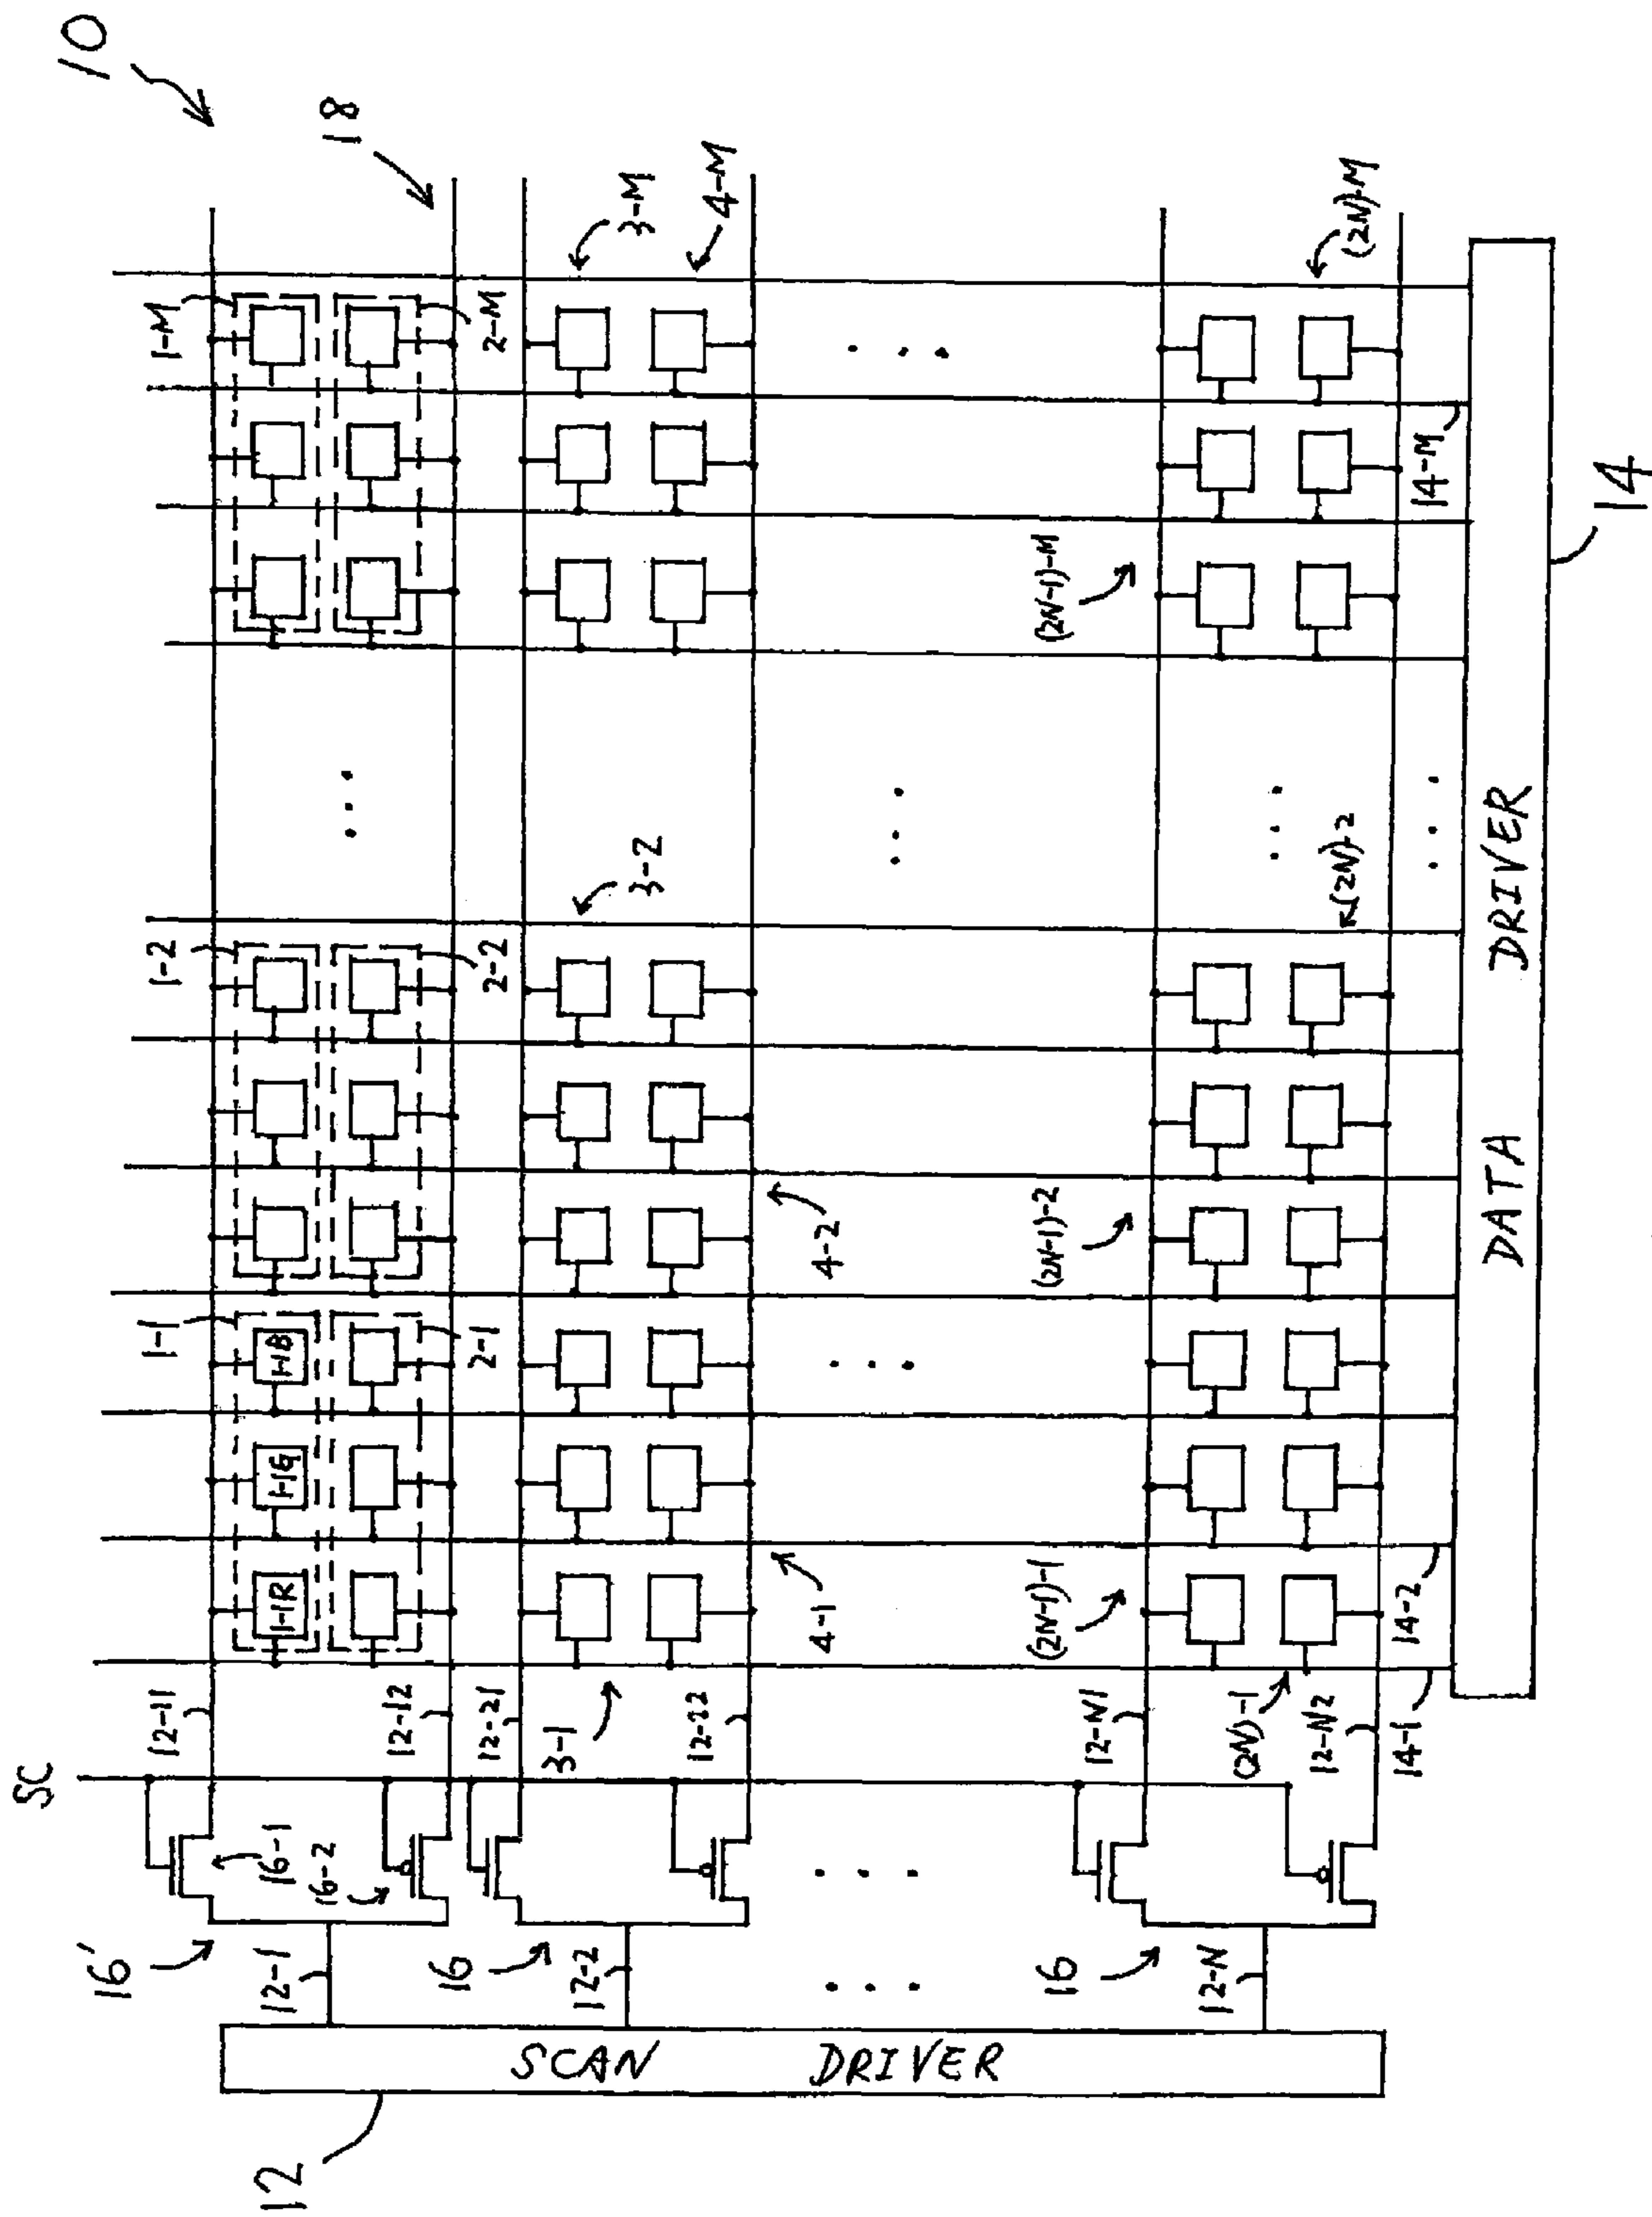 10
18
SC
1-1
1-2
1-M
12-11
1-1R
1-1G
1-1B
16'
16-1
16-2
12-1
12-12
2-1
2-2
2-M
12-21
16
12-2
3-1
3-2
3-M
4-M
12-22
4-1
4-2
(2N-1)-1
(2N-1)-2
(2N-1)-M
12-N1
16
12-N
(2N)-1
(2N)-2
(2N)-M
12-N2
14-1
14-2
14-M
SCAN DRIVER
12
DATA DRIVER
14